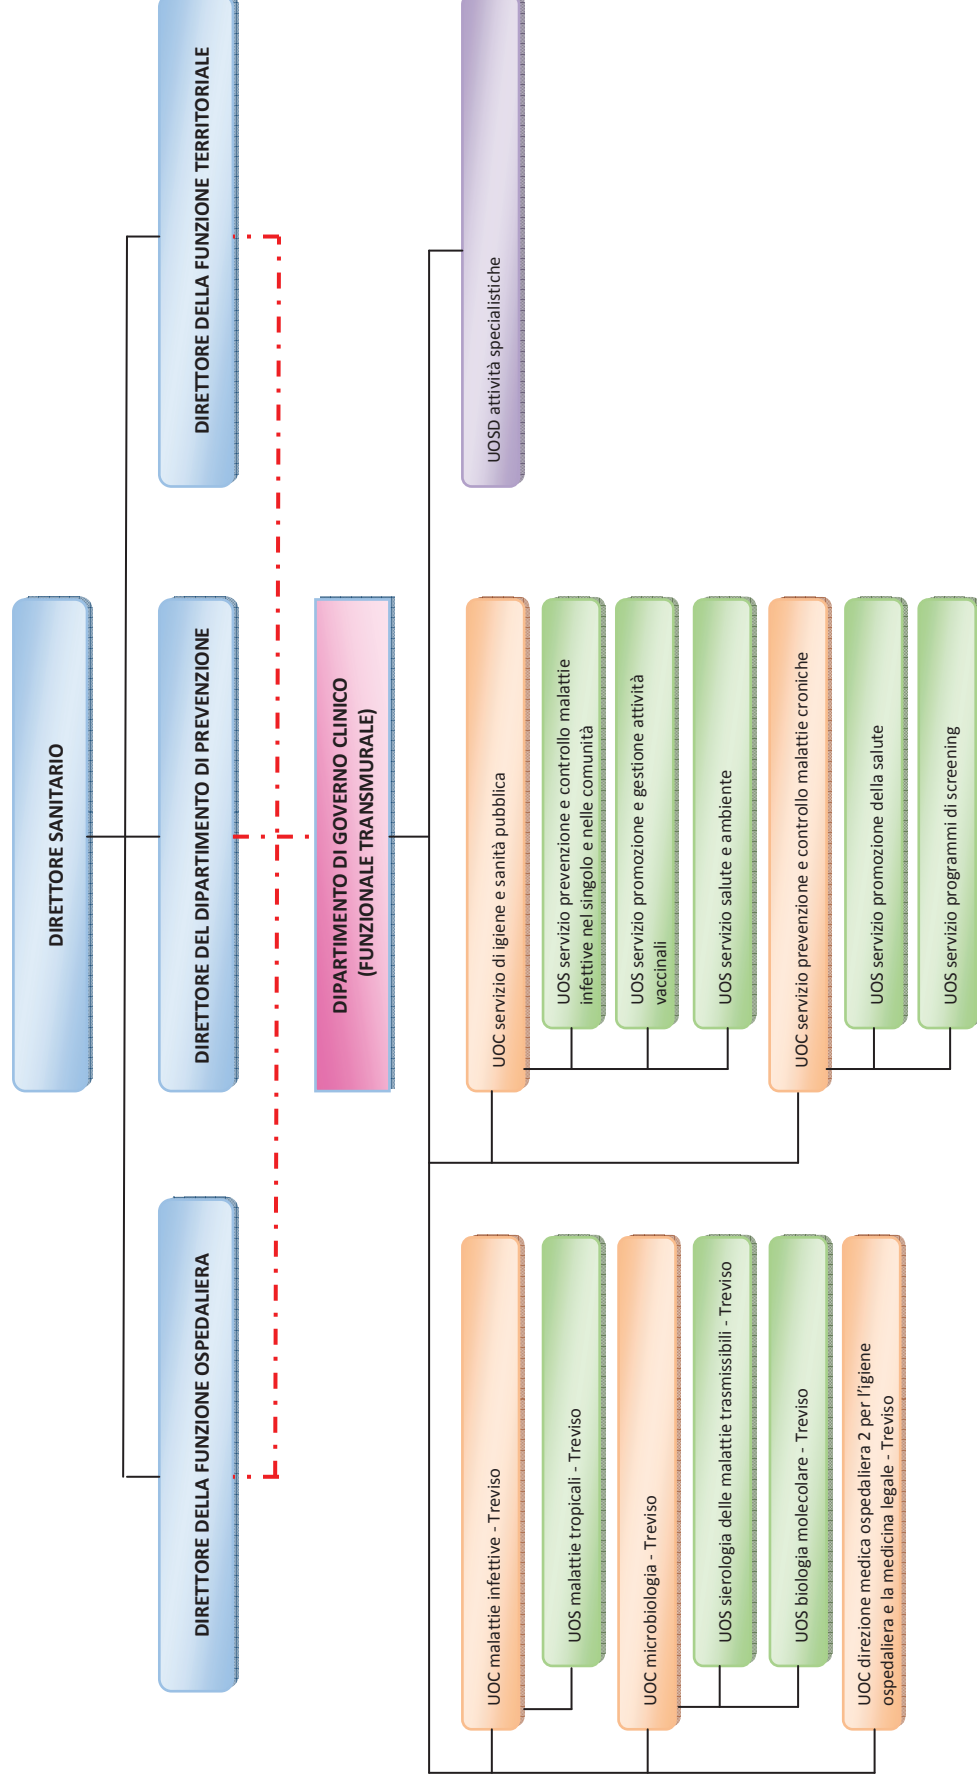 DIRETTORE SANITARIO
DIRETTORE DELLA FUNZIONE OSPEDALIERA
DIRETTORE DEL DIPARTIMENTO DI PREVENZIONE
DIRETTORE DELLA FUNZIONE TERRITORIALE
DIPARTIMENTO DI GOVERNO CLINICO
(FUNZIONALE TRANSMURALE)
UOC malattie infettive - Treviso
UOS malattie tropicali - Treviso
UOC microbiologia - Treviso
UOS sierologia delle malattie trasmissibili - Treviso
UOS biologia molecolare - Treviso
UOC direzione medica ospedaliera 2 per l'igiene
ospedaliera e la medicina legale - Treviso
UOC servizio di igiene e sanità pubblica
UOS servizio prevenzione e controllo malattie
infettive nel singolo e nelle comunità
UOS servizio promozione e gestione attività
vaccinali
UOS servizio salute e ambiente
UOC servizio prevenzione e controllo malattie croniche
UOS servizio promozione della salute
UOS servizio programmi di screening
UOSD attività specialistiche